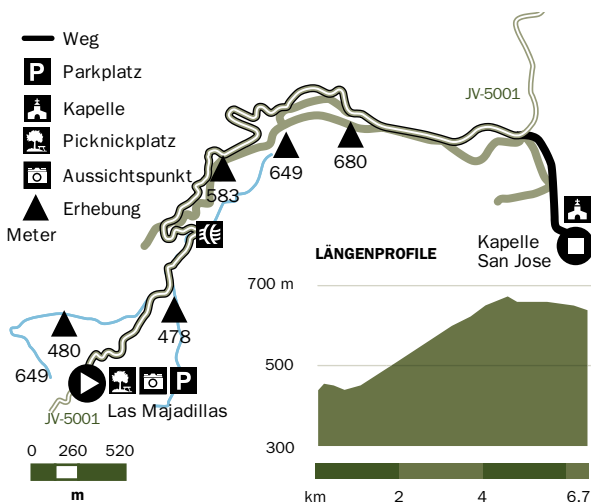 Weg
P
Parkplatz
Kapelle
Picknickplatz
Aussichtspunkt
Erhebung
Meter
JV-5001
583
649
680
Kapelle
San Jose
480
478
649
P
Las Majadillas
JV-5001
0 260 520
m
LÄNGENPROFILE
700 m
500
300
km 2 4 6.7